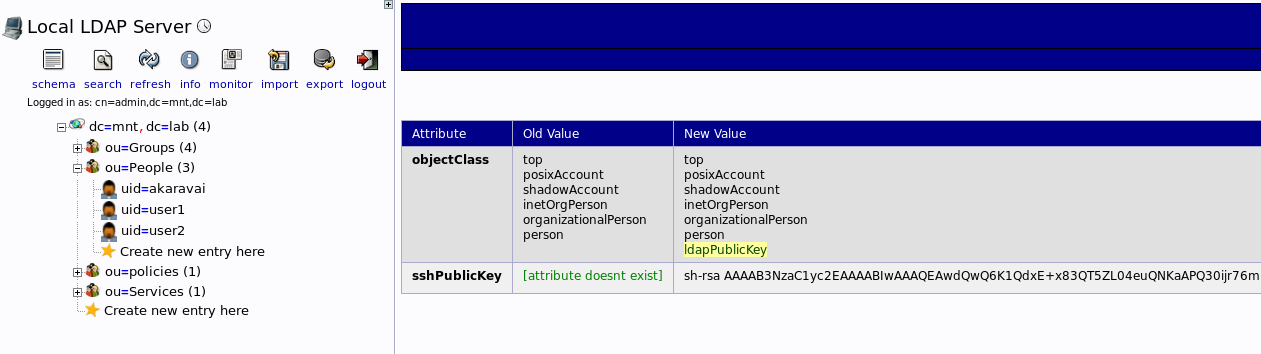 Local LDAP Server
schema search refresh info monitor import export logout
Logged in as: cn=admin,dc=mnt,dc=lab
dc=mnt, dc=lab (4)
ou=Groups (4)
ou=People (3)
uid=akaravai
uid=user1
uid=user2
Create new entry here
ou=policies (1)
ou=Services (1)
Create new entry here
Attribute Old Value New Value
objectClass top top
posixAccount posixAccount
shadowAccount shadowAccount
inetOrgPerson inetOrgPerson
organizationalPerson organizationalPerson
person person
ldapPublicKey
sshPublicKey [attribute doesnt exist] sh-rsa AAAAB3NzaC1yc2EAAAABIwAAAQEAwdQwQ6K1QdxE+x83QT5ZL04euQNKaAPQ30ijr76m